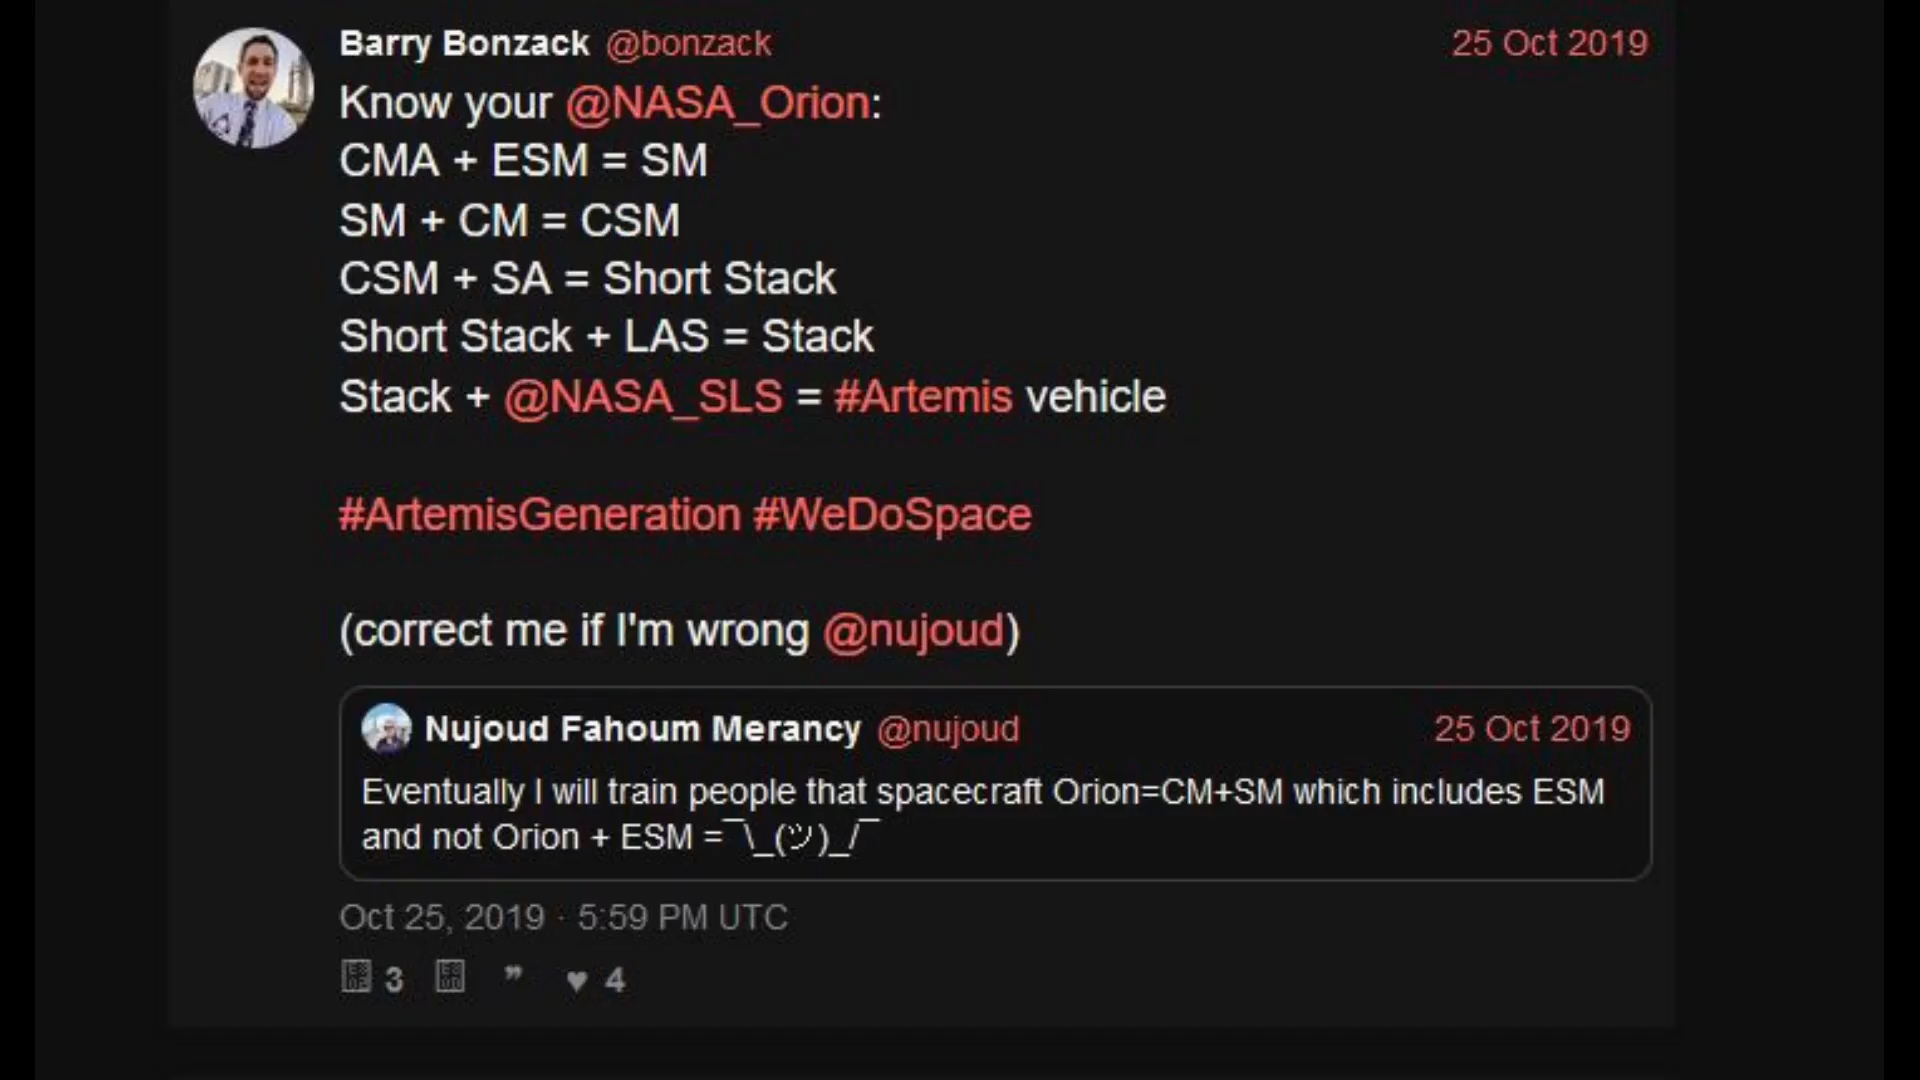 Barry Bonzack @bonzack 25 Oct 2019
Know your @NASA_Orion:
CMA + ESM = SM
SM + CM = CSM
CSM + SA = Short Stack
Short Stack + LAS = Stack
Stack + @NASA_SLS = #Artemis vehicle
#ArtemisGeneration #WeDoSpace
(correct me if I'm wrong @nujoud)
Nujoud Fahoum Merancy @nujoud 25 Oct 2019
Eventually I will train people that spacecraft Orion=CM+SM which includes ESM
and not Orion + ESM =¯\_(ツ)_/¯
Oct 25, 2019 · 5:59 PM UTC
3 " ♥ 4